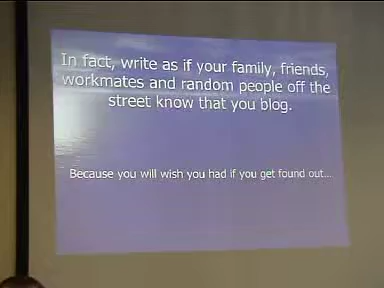 In fact, write as if your family, friends,
workmates and random people off the
street know that you blog.
Because you will wish you had if you get found out...